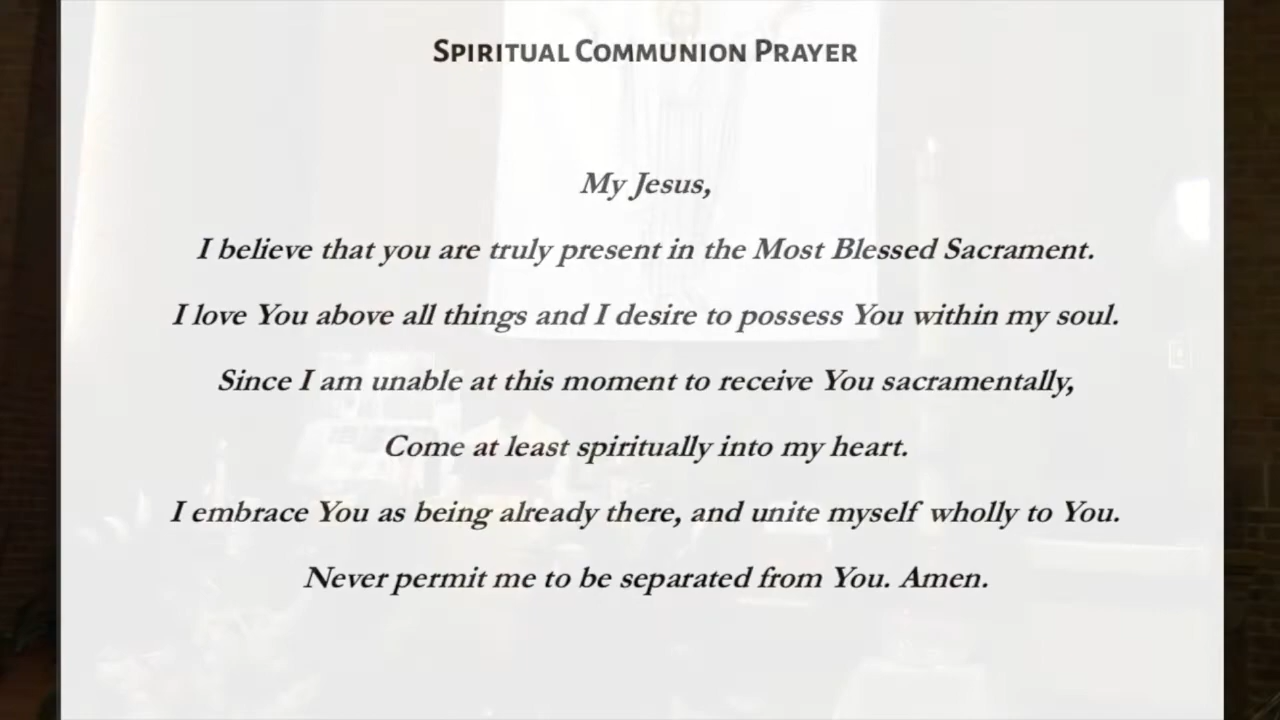 Spiritual Communion Prayer
My Jesus,
I believe that you are truly present in the Most Blessed Sacrament.
I love You above all things and I desire to possess You within my soul.
Since I am unable at this moment to receive You sacramentally,
Come at least spiritually into my heart.
I embrace You as being already there, and unite myself wholly to You.
Never permit me to be separated from You. Amen.